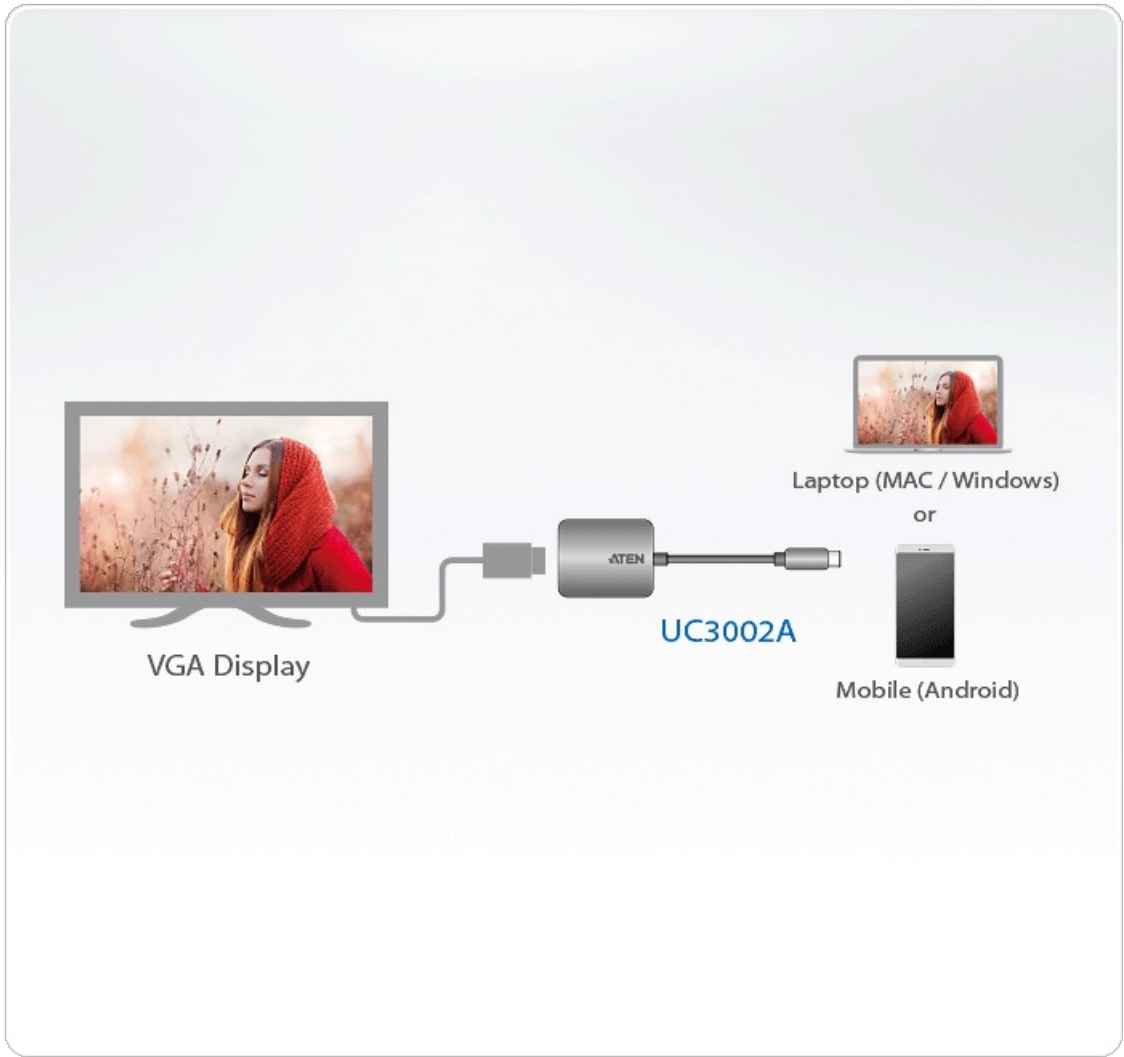 Laptop (MAC / Windows)
or
ATEN
UC3002A
VGA Display
Mobile (Android)